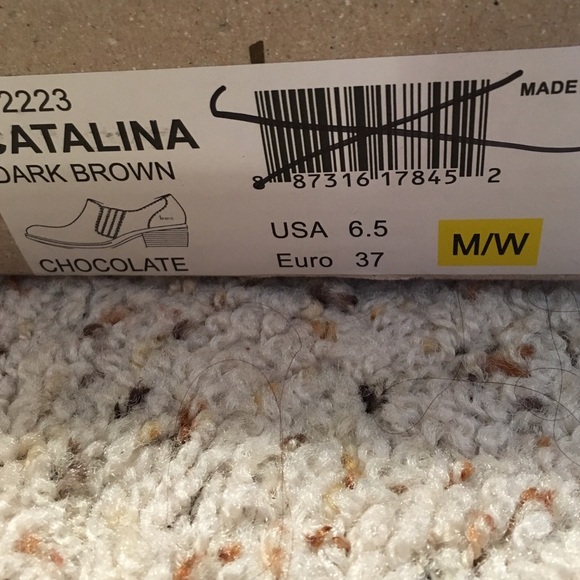 2223
CATALINA
DARK BROWN
CHOCOLATE
8 87316 17845 2
USA 6.5
Euro 37
M/W
MADE